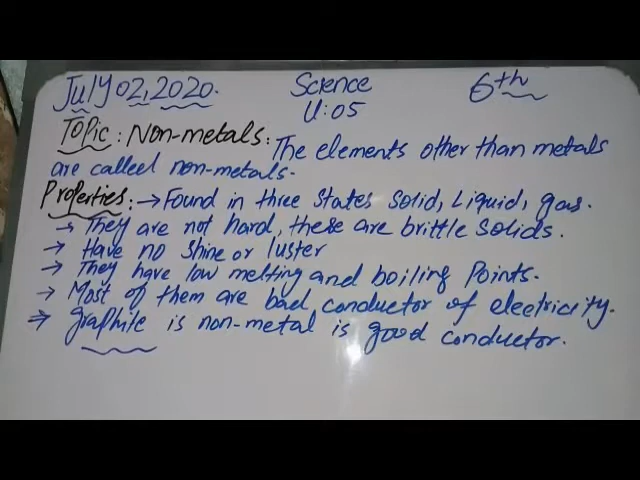 July 02, 2020. Science 6th
U:05
Topic: Non-metals: The elements other than metals
are called non-metals.
Properties: → Found in three states solid, Liquid, gas.
→ They are not hard, these are brittle solids.
→ Have no shine or luster
→ They have low melting and boiling Points.
→ Most of them are bad conductor of electricity.
⇒ graphite is non-metal is good conductor.